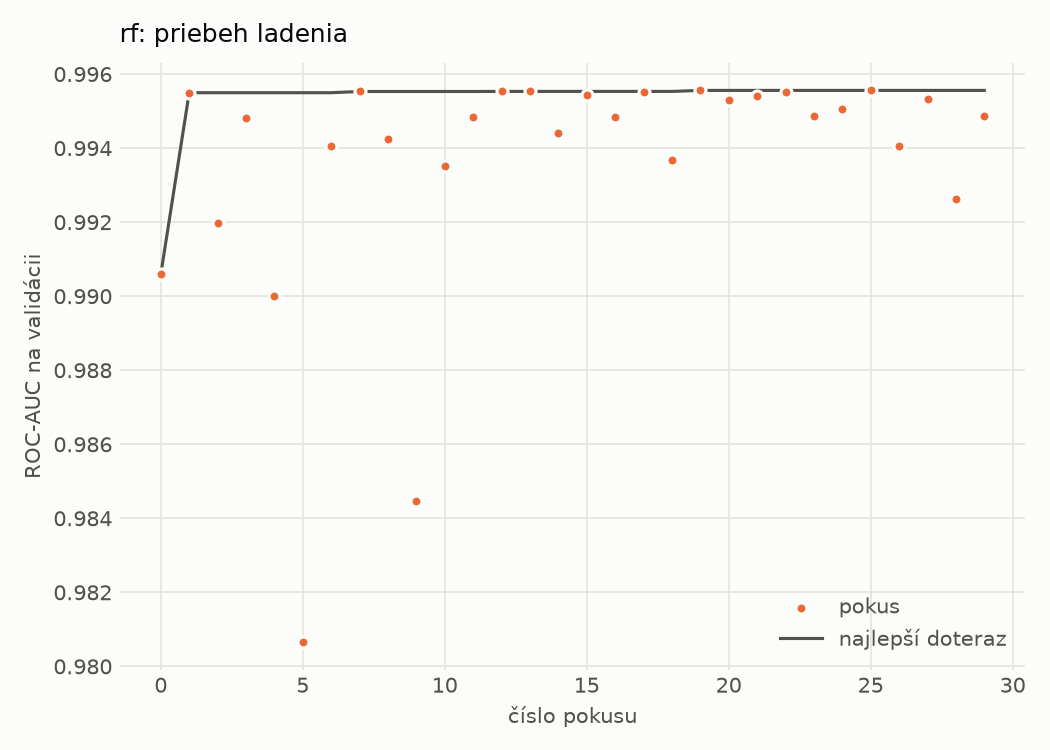 rf: priebeh ladenia
ROC-AUC na validácii
0.996
0.994
0.992
0.990
0.988
0.986
0.984
0.982
0.980
pokus
najlepší doteraz
0 5 10 15 20 25 30
číslo pokusu